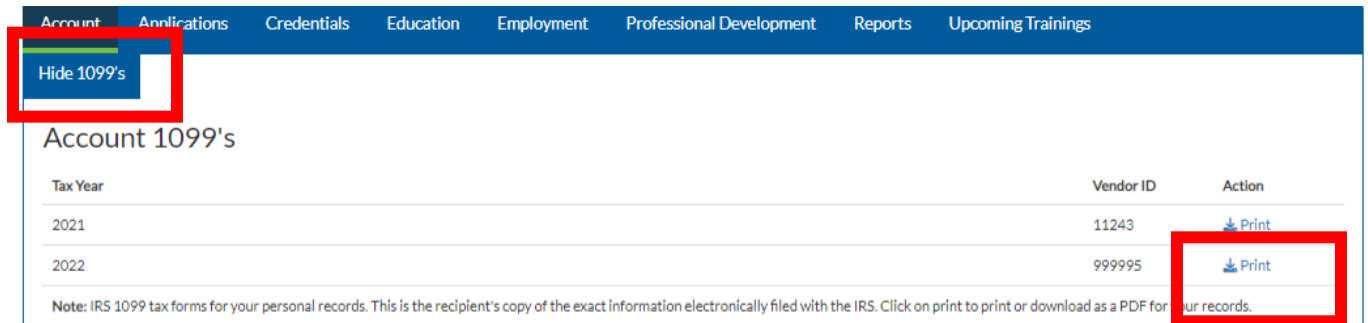 Account Applications Credentials Education Employment Professional Development Reports Upcoming Trainings
Hide 1099's
Account 1099's
Tax Year Vendor ID Action
2021 11243 Print
2022 999995 Print
Note: IRS 1099 tax forms for your personal records. This is the recipient's copy of the exact information electronically filed with the IRS. Click on print to print or download as a PDF for your records.